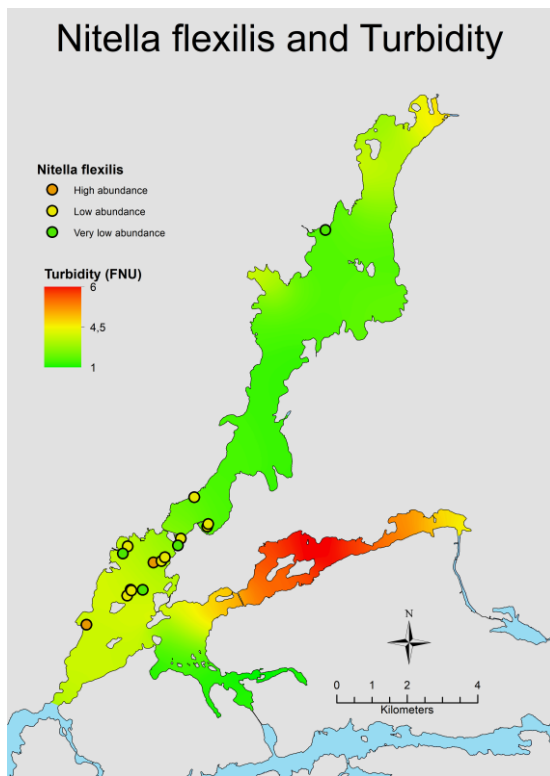 Nitella flexilis and Turbidity
Nitella flexilis
High abundance
Low abundance
Very low abundance
Turbidity (FNU)
6
4,5
1
N
0 1 2 4
Kilometers